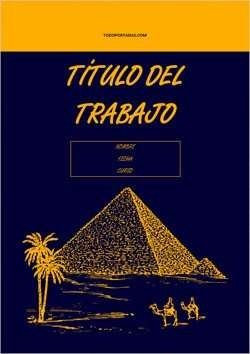 TODOPORTADAS.COM
TÍTULO DEL
TRABAJO
NOMBRE
FECHA
CURSO